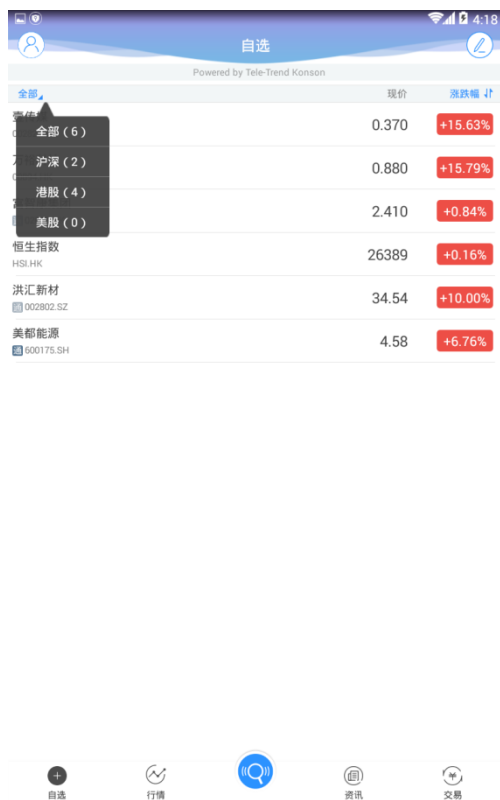 4:18
自选
Powered by Tele-Trend Konson
全部 现价 涨跌幅
全部(6)
沪深(2)
港股(4)
美股(0)
0.370 +15.63%
0.880 +15.79%
2.410 +0.84%
恒生指数
HSI.HK
26389 +0.16%
洪汇新材
002802.SZ
34.54 +10.00%
美都能源
600175.SH
4.58 +6.76%
自选 行情 资讯 交易